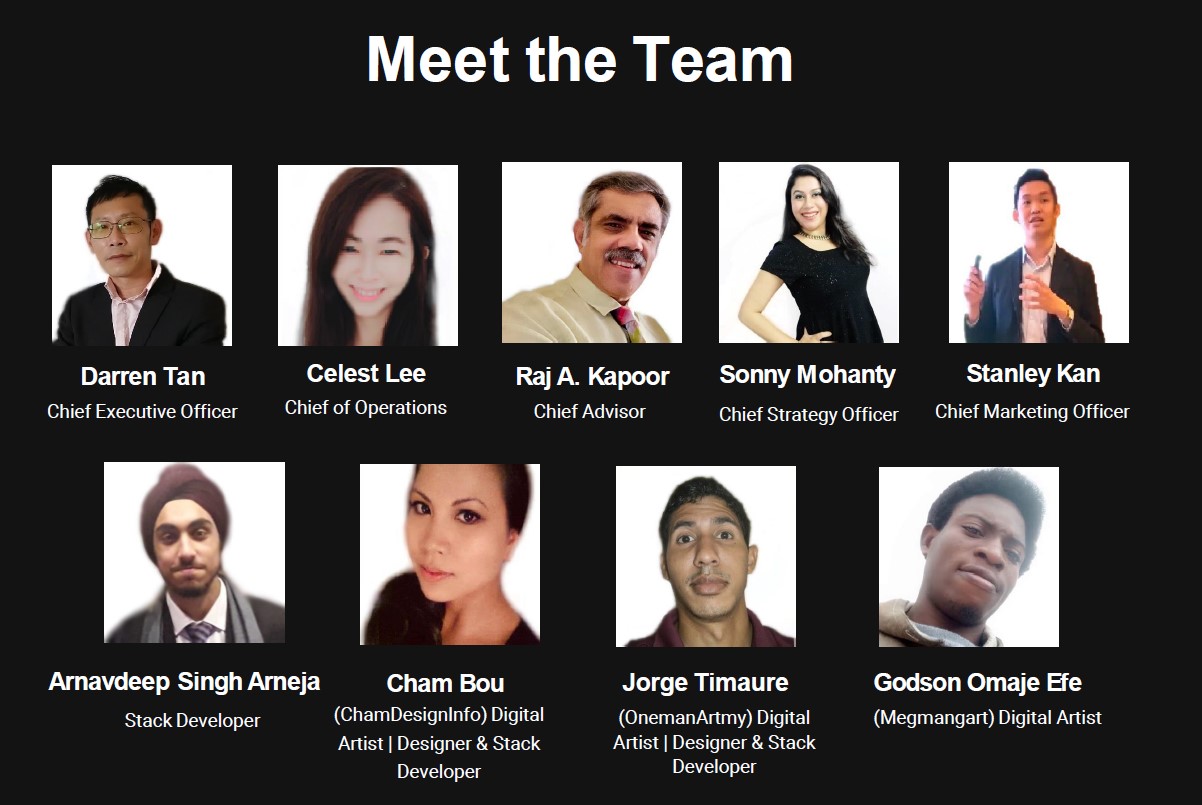 Meet the Team
Darren Tan
Chief Executive Officer
Celest Lee
Chief of Operations
Raj A. Kapoor
Chief Advisor
Sonny Mohanty
Chief Strategy Officer
Stanley Kan
Chief Marketing Officer
Arnavdeep Singh Arneja
Stack Developer
Cham Bou
(ChamDesignInfo) Digital
Artist | Designer & Stack
Developer
Jorge Timaure
(OnemanArtmy) Digital
Artist | Designer & Stack
Developer
Godson Omaje Efe
(Megmangart) Digital Artist